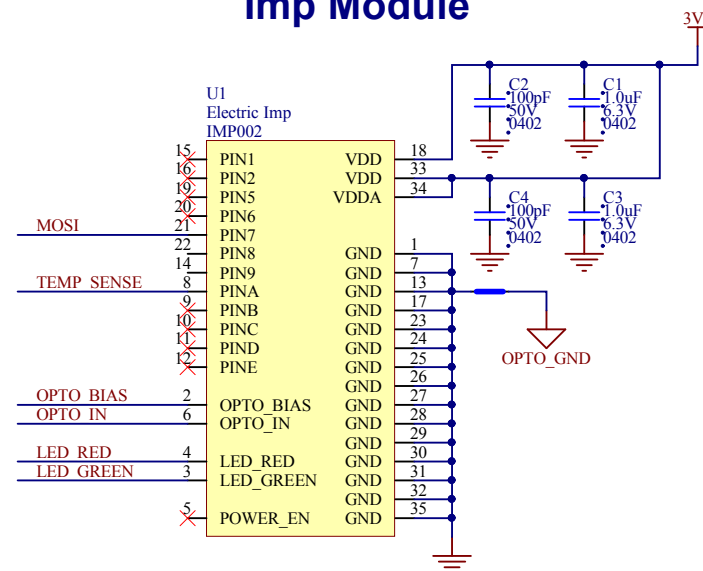 Imp Module
3V
U1
Electric Imp
IMP002
C2
100pF
50V
0402
C1
1.0uF
6.3V
0402
C4
100pF
50V
0402
C3
1.0uF
6.3V
0402
15 PIN1 VDD 18
16 PIN2 VDD 33
19 PIN5 VDDA 34
20 PIN6
MOSI 21 PIN7
22 PIN8 GND 1
14 PIN9 GND 7
TEMP_SENSE 8 PINA GND 13
9 PINB GND 17
10 PINC GND 23
11 PIND GND 24
12 PINE GND 25
GND 26
OPTO_BIAS 2 OPTO_BIAS GND 27
OPTO_IN 6 OPTO_IN GND 28
GND 29
LED_RED 4 LED_RED GND 30
LED_GREEN 3 LED_GREEN GND 31
GND 32
5 POWER_EN GND 35
OPTO_GND